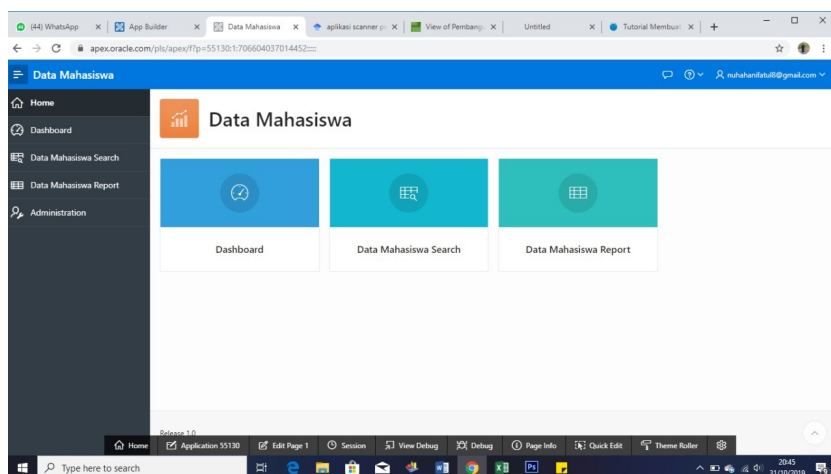 (44) WhatsApp
App Builder
Data Mahasiswa
aplikasi scanner p
View of Pembang
Untitled
Tutorial Membuat
apex.oracle.com/pls/apex/f?p=55130:1:706604037014452:::::
Data Mahasiswa
nuhahanifatul8@gmail.com
Home
Dashboard
Data Mahasiswa Search
Data Mahasiswa Report
Administration
Data Mahasiswa
Dashboard
Data Mahasiswa Search
Data Mahasiswa Report
Release 1.0
Home
Application 55130
Edit Page 1
Session
View Debug
Debug
Page Info
Quick Edit
Theme Roller
Type here to search
20:45
31/10/2019